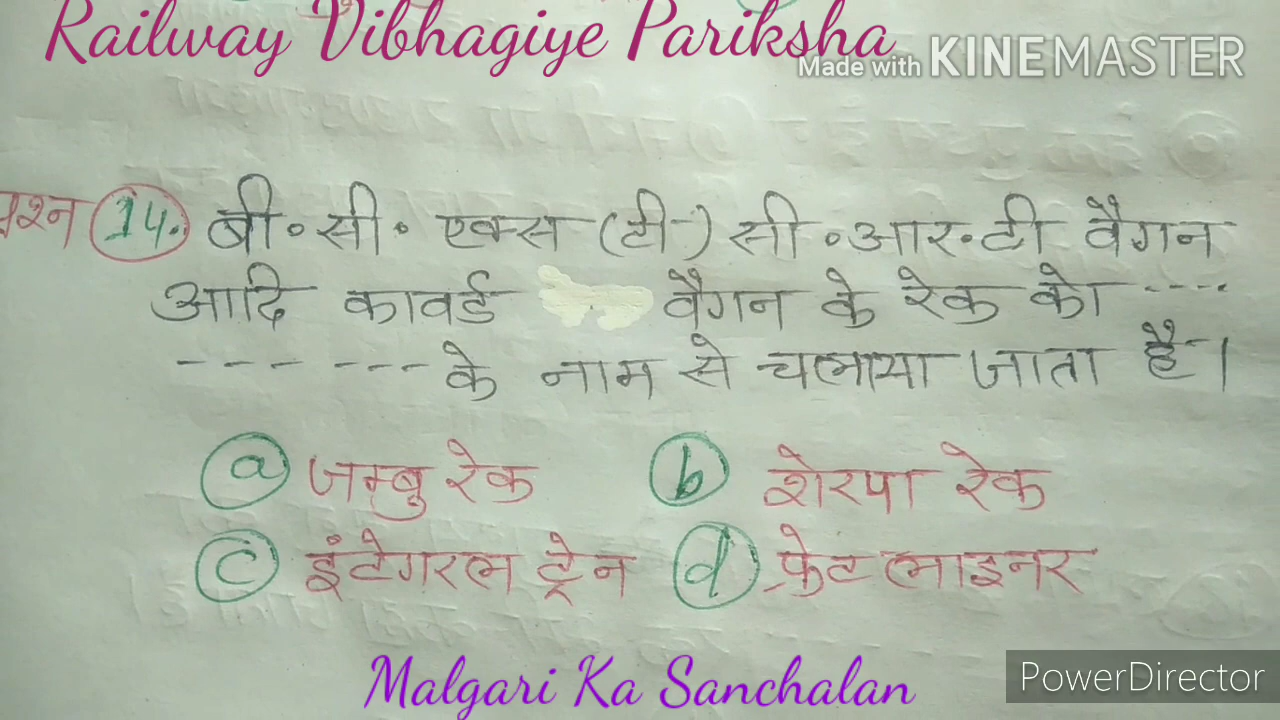 Railway Vibhagiye Pariksha
Made with KINEMASTER
प्रश्न 14. बी॰सी॰ एक्स (टी) सी॰आर॰टी वैगन
आदि कावर्ड वैगन के रेक को ----
------- के नाम से चलाया जाता है।
a जम्बु रेक b शेरपा रेक
c इंटेगरल ट्रेन d फ्रेट लाइनर
Malgari Ka Sanchalan
PowerDirector